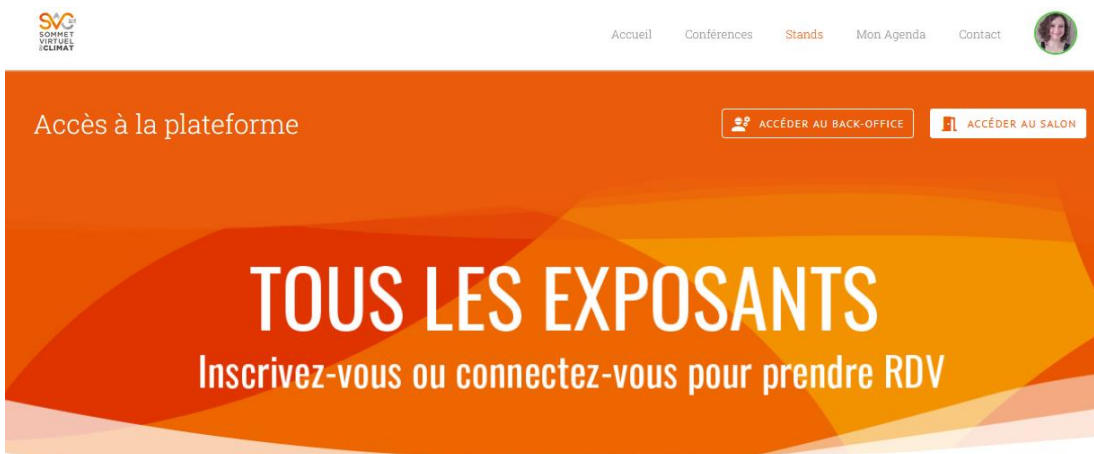 SVC
SOMMET
VIRTUEL
DU CLIMAT
Accueil Conférences Stands Mon Agenda Contact
Accès à la plateforme
ACCÉDER AU BACK-OFFICE
ACCÉDER AU SALON
TOUS LES EXPOSANTS
Inscrivez-vous ou connectez-vous pour prendre RDV